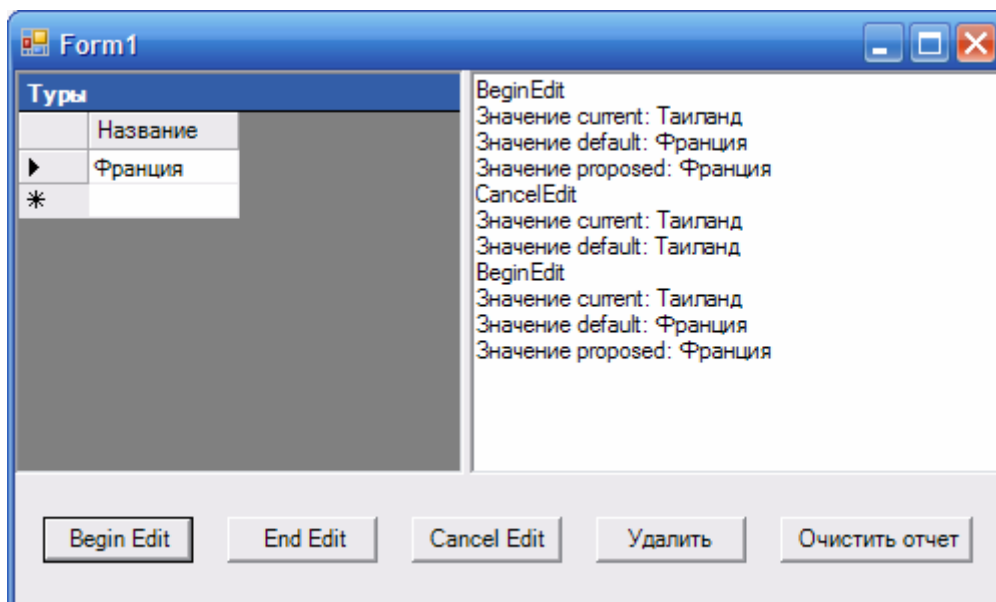 Form1
Туры
Название
Франция
BeginEdit
Значение current: Таиланд
Значение default: Франция
Значение proposed: Франция
CancelEdit
Значение current: Таиланд
Значение default: Таиланд
BeginEdit
Значение current: Таиланд
Значение default: Франция
Значение proposed: Франция
Begin Edit End Edit Cancel Edit Удалить Очистить отчет